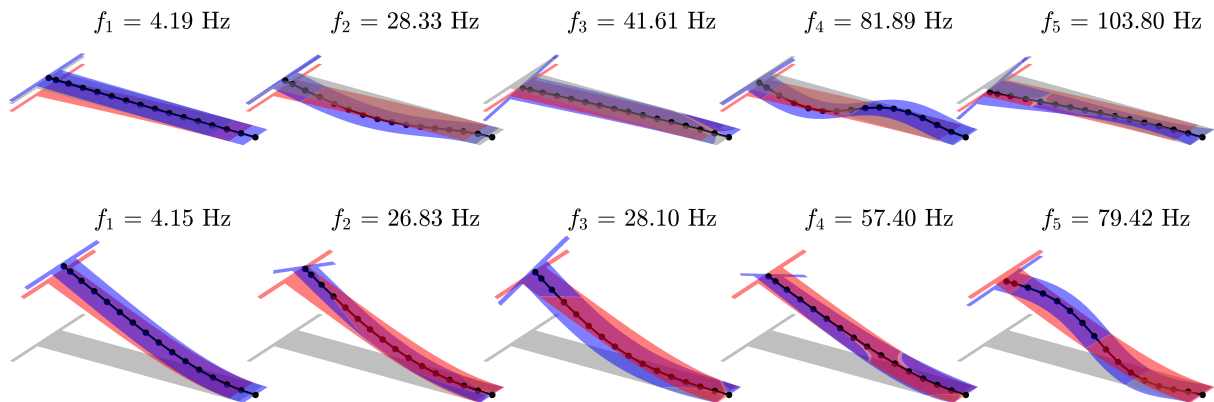 f₁ = 4.19 Hz f₂ = 28.33 Hz f₃ = 41.61 Hz f₄ = 81.89 Hz f₅ = 103.80 Hz
f₁ = 4.15 Hz f₂ = 26.83 Hz f₃ = 28.10 Hz f₄ = 57.40 Hz f₅ = 79.42 Hz